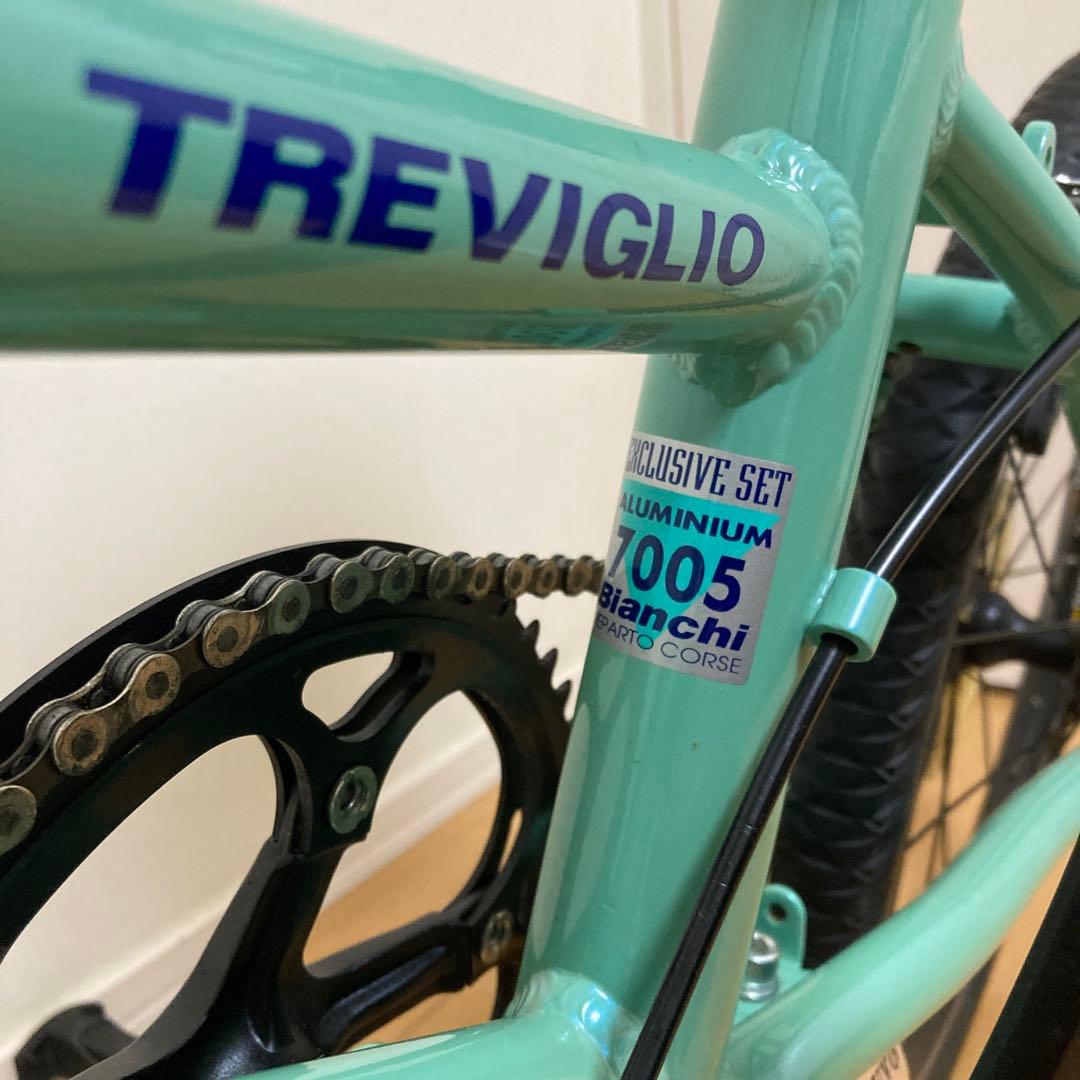 TREVIGLIO
EXCLUSIVE SET
ALUMINIUM
7005
Bianchi
REPARTO CORSE